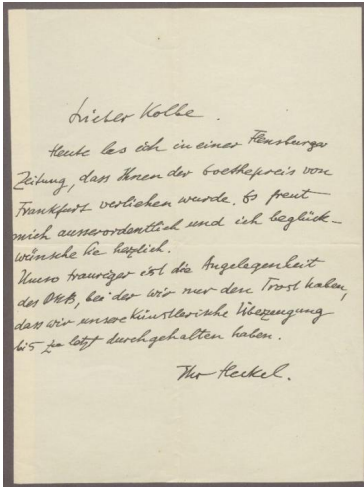 Lieber Kolbe.
Heute las ich in einer Flensburger
Zeitung, dass Ihnen der Goethepreis von
Frankfurt verliehen wurde. Es freut
mich ausserordentlich und ich beglück-
wünsche Sie herzlich.
Umso trauriger ist die Angelegenheit
des DKB, bei der wir nur den Trost haben,
dass wir unsere künstlerische Überzeugung
bis zu letzt durchgehalten haben.
Ihr Heckel.